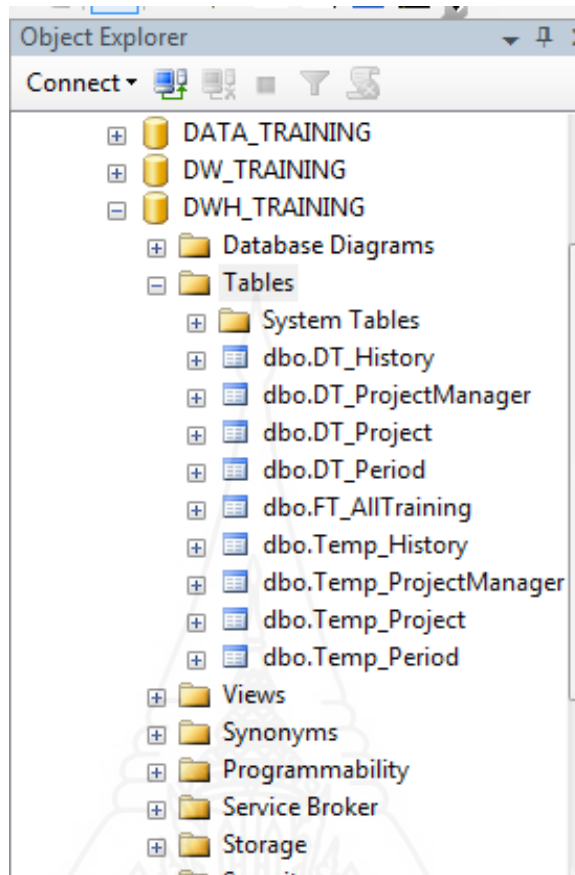 Object Explorer
Connect
DATA_TRAINING
DW_TRAINING
DWH_TRAINING
Database Diagrams
Tables
System Tables
dbo.DT_History
dbo.DT_ProjectManager
dbo.DT_Project
dbo.DT_Period
dbo.FT_AllTraining
dbo.Temp_History
dbo.Temp_ProjectManager
dbo.Temp_Project
dbo.Temp_Period
Views
Synonyms
Programmability
Service Broker
Storage